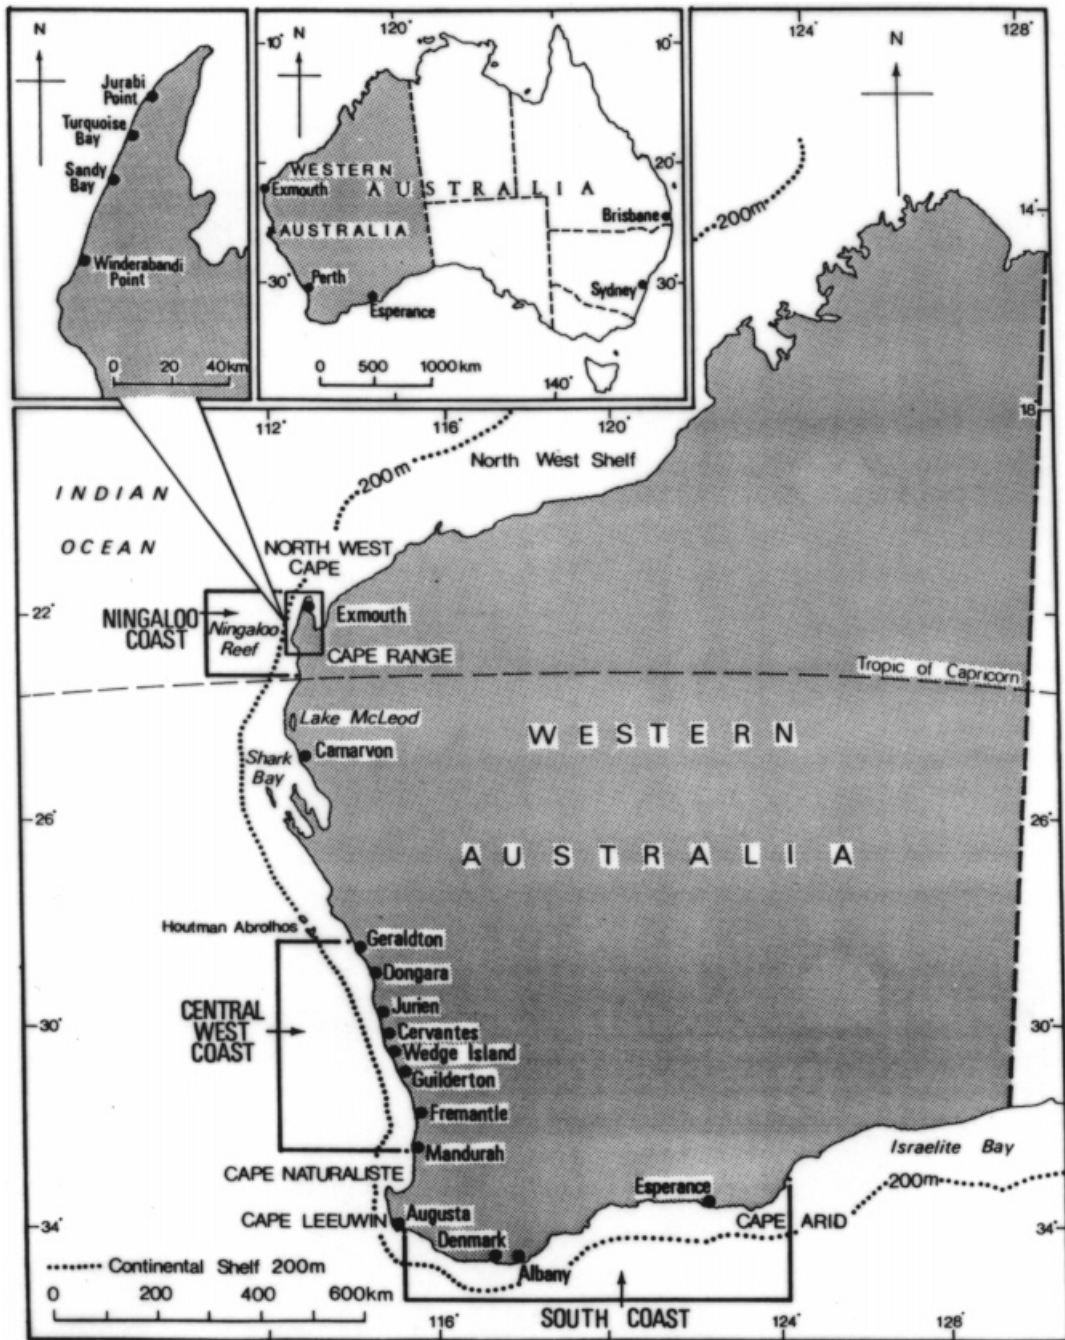 N
Jurabi
Point
Turquoise
Bay
Sandy
Bay
Winderabandi
Point
0 20 40km
120°
10° 10°
N
WESTERN
AUSTRALIA
Exmouth
20°
AUSTRALIA
Brisbane
Perth
30° 30°
Sydney
Esperance
0 500 1000km
140°
124° 128°
N
200m
14°
18°
112° 116° 120°
200m
North West Shelf
INDIAN
OCEAN
NORTH WEST
CAPE
22°
NINGALOO
COAST
Ningaloo
Reef
Exmouth
CAPE RANGE
Tropic of Capricorn
Lake McLeod
WESTERN
Carnarvon
Shark
Bay
26° 26°
AUSTRALIA
Houtman Abrolhos
Geraldton
Dongara
Jurien
CENTRAL
WEST
COAST
30° 30°
Cervantes
Wedge Island
Guilderton
Fremantle
Mandurah
Israelite Bay
CAPE NATURALISTE
Esperance
200m
CAPE LEEUWIN
Augusta
CAPE ARID
34° 34°
Denmark
Albany
Continental Shelf 200m
0 200 400 600km
SOUTH COAST
116° 124° 128°